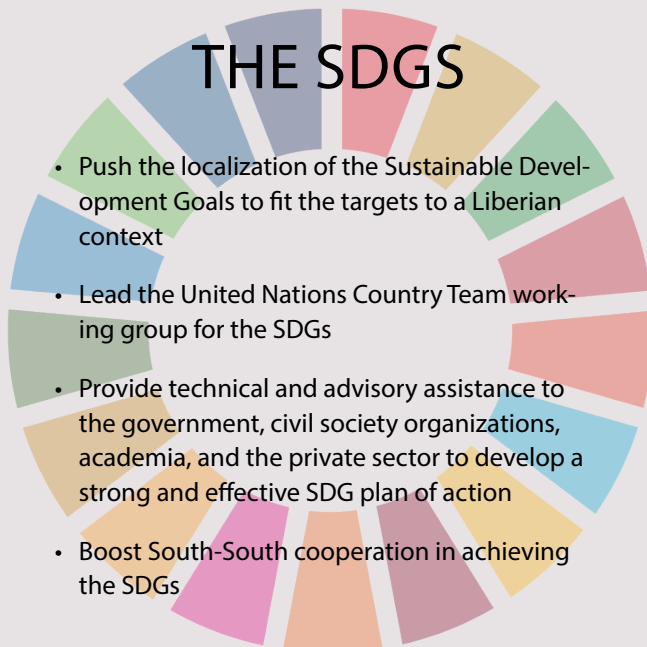 THE SDGS
• Push the localization of the Sustainable Devel-
opment Goals to fit the targets to a Liberian
context
• Lead the United Nations Country Team work-
ing group for the SDGs
• Provide technical and advisory assistance to
the government, civil society organizations,
academia, and the private sector to develop a
strong and effective SDG plan of action
• Boost South-South cooperation in achieving
the SDGs